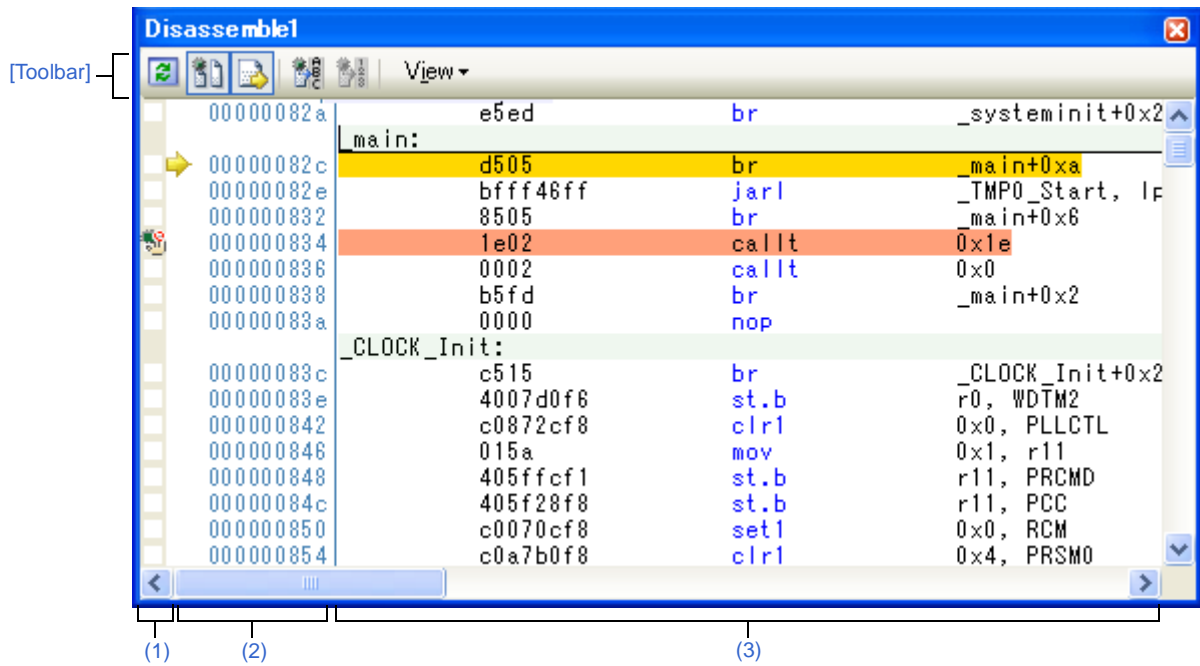 Disassemble1
[Toolbar]
View
00000082a e5ed br _systeminit+0x2
_main:
00000082c d505 br _main+0xa
00000082e bfff46ff jarl _TMP0_Start, lp
000000832 8505 br _main+0x6
000000834 1e02 callt 0x1e
000000836 0002 callt 0x0
000000838 b5fd br _main+0x2
00000083a 0000 nop
_CLOCK_Init:
00000083c c515 br _CLOCK_Init+0x2
00000083e 4007d0f6 st.b r0, WDTM2
000000842 c0872cf8 clr1 0x0, PLLCTL
000000846 015a mov 0x1, r11
000000848 405ffcf1 st.b r11, PRCMD
00000084c 405f28f8 st.b r11, PCC
000000850 c0070cf8 set1 0x0, RCM
000000854 c0a7b0f8 clr1 0x4, PRSM0
(1) (2) (3)